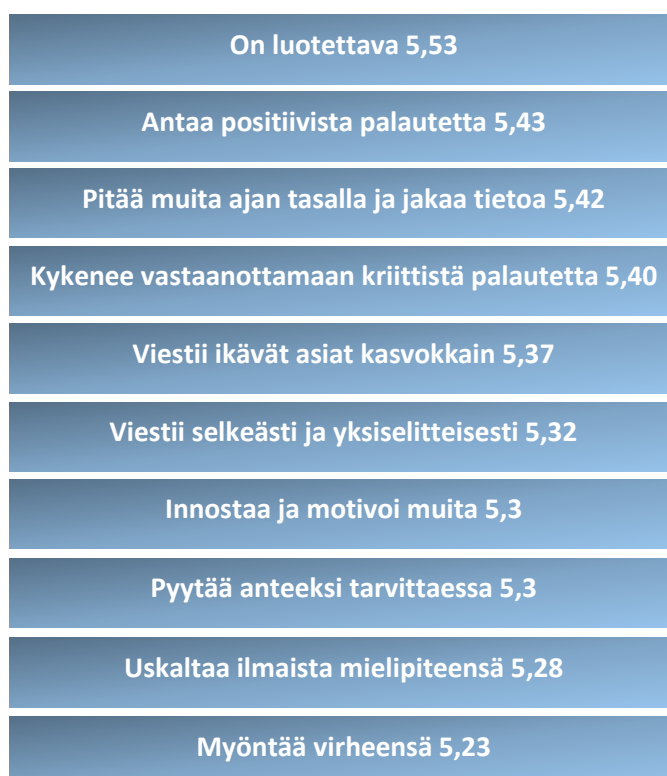 On luotettava 5,53
Antaa positiivista palautetta 5,43
Pitää muita ajan tasalla ja jakaa tietoa 5,42
Kykenee vastaanottamaan kriittistä palautetta 5,40
Viestii ikävät asiat kasvokkain 5,37
Viestii selkeästi ja yksiselitteisesti 5,32
Innostaa ja motivoi muita 5,3
Pyytää anteeksi tarvittaessa 5,3
Uskaltaa ilmaista mielipiteensä 5,28
Myöntää virheensä 5,23